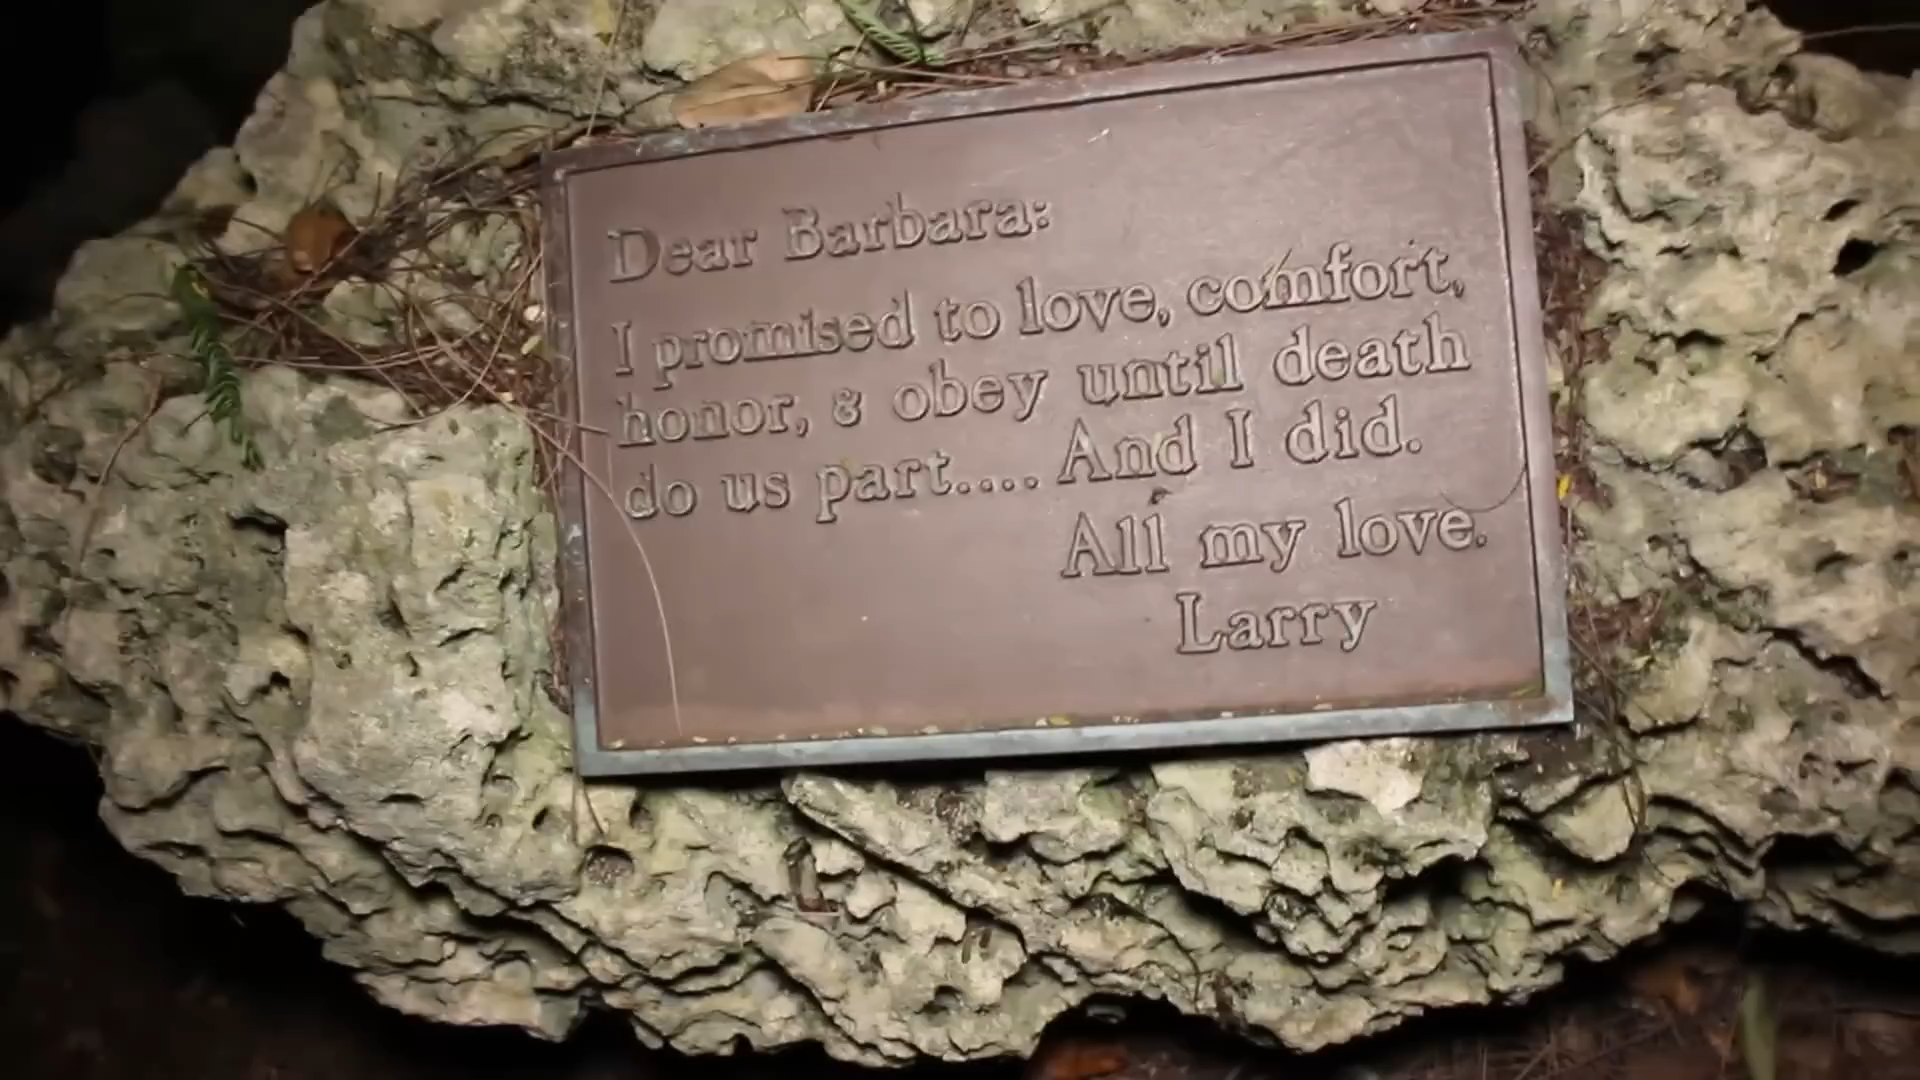 Dear Barbara:
I promised to love, comfort,
honor, & obey until death
do us part.... And I did.
All my love.
Larry